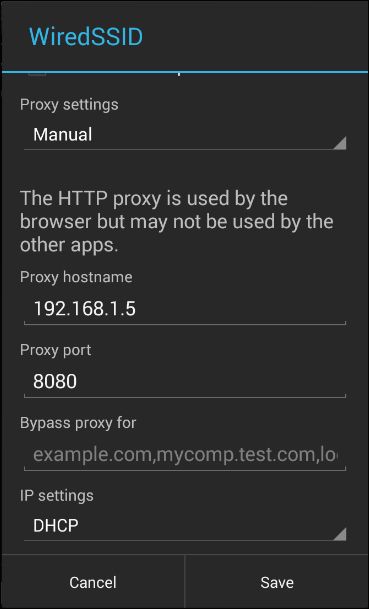 WiredSSID
Proxy settings
Manual
The HTTP proxy is used by the
browser but may not be used by the
other apps.
Proxy hostname
192.168.1.5
Proxy port
8080
Bypass proxy for
example.com,mycomp.test.com,lo
IP settings
DHCP
Cancel
Save